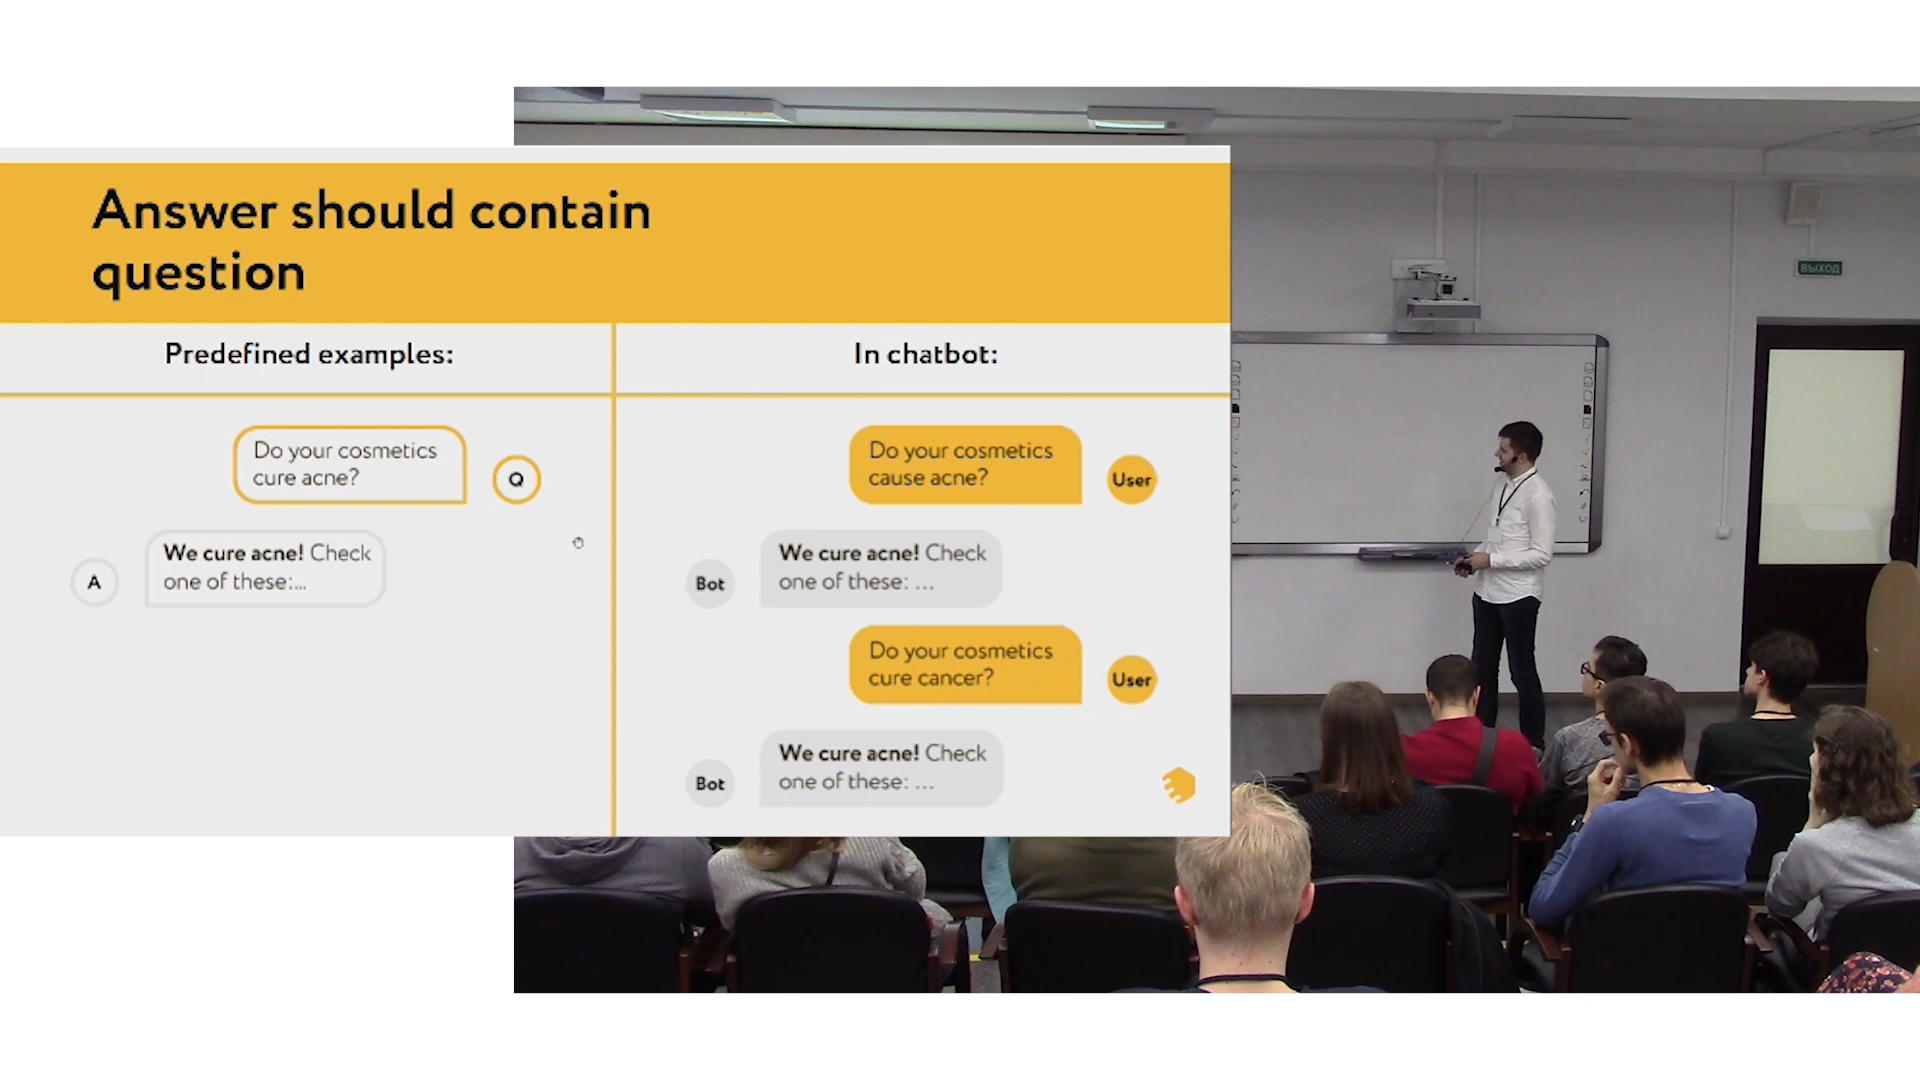 Answer should contain
question
Predefined examples:
In chatbot:
Do your cosmetics
cure acne?
Q
A
We cure acne! Check
one of these:...
Do your cosmetics
cause acne?
User
Bot
We cure acne! Check
one of these: ...
Do your cosmetics
cure cancer?
User
Bot
We cure acne! Check
one of these: ...
ВЫХОД